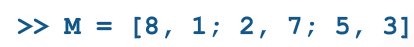 >> M = [8, 1; 2, 7; 5, 3]